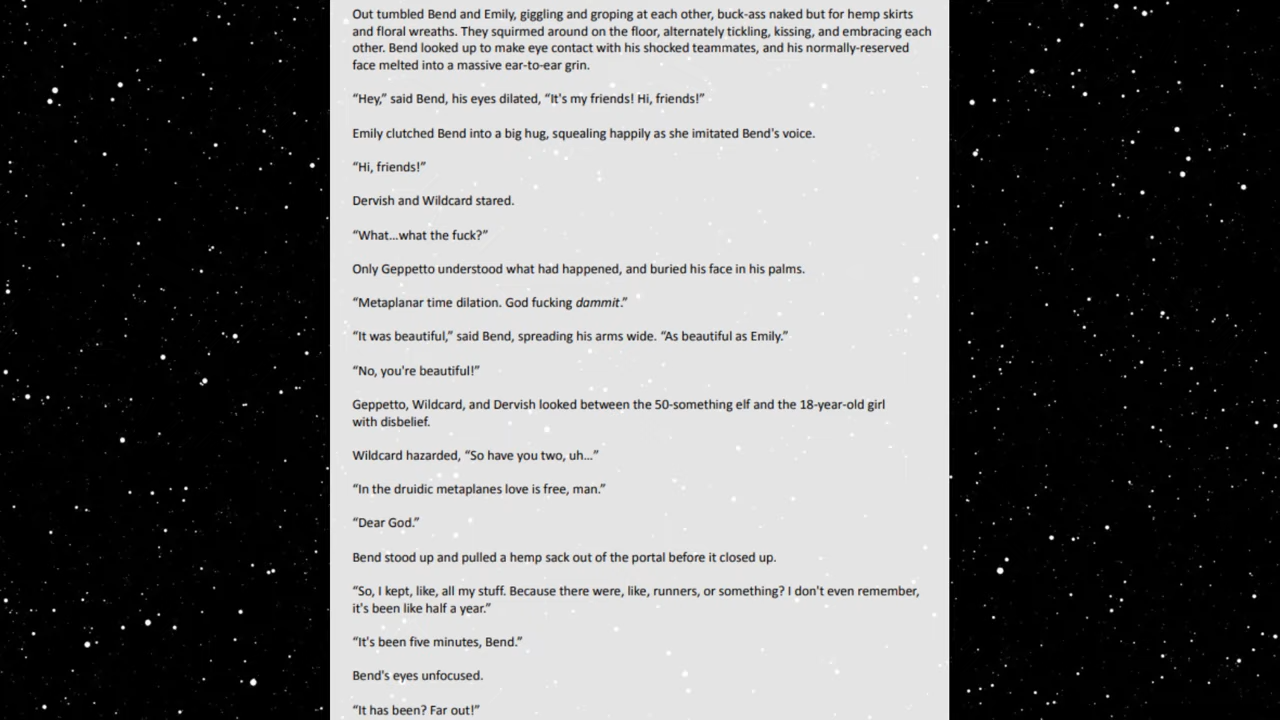 Out tumbled Bend and Emily, giggling and groping at each other, buck-ass naked but for hemp skirts
and floral wreaths. They squirmed around on the floor, alternately tickling, kissing, and embracing each
other. Bend looked up to make eye contact with his shocked teammates, and his normally-reserved
face melted into a massive ear-to-ear grin.
“Hey,” said Bend, his eyes dilated, “It's my friends! Hi, friends!”
Emily clutched Bend into a big hug, squealing happily as she imitated Bend's voice.
“Hi, friends!”
Dervish and Wildcard stared.
“What...what the fuck?”
Only Geppetto understood what had happened, and buried his face in his palms.
“Metaplanar time dilation. God fucking dammit.”
“It was beautiful,” said Bend, spreading his arms wide. “As beautiful as Emily.”
“No, you're beautiful!”
Geppetto, Wildcard, and Dervish looked between the 50-something elf and the 18-year-old girl
with disbelief.
Wildcard hazarded, “So have you two, uh...”
“In the druidic metaplanes love is free, man.”
“Dear God.”
Bend stood up and pulled a hemp sack out of the portal before it closed up.
“So, I kept, like, all my stuff. Because there were, like, runners, or something? I don't even remember,
it's been like half a year.”
“It's been five minutes, Bend.”
Bend's eyes unfocused.
“It has been? Far out!”